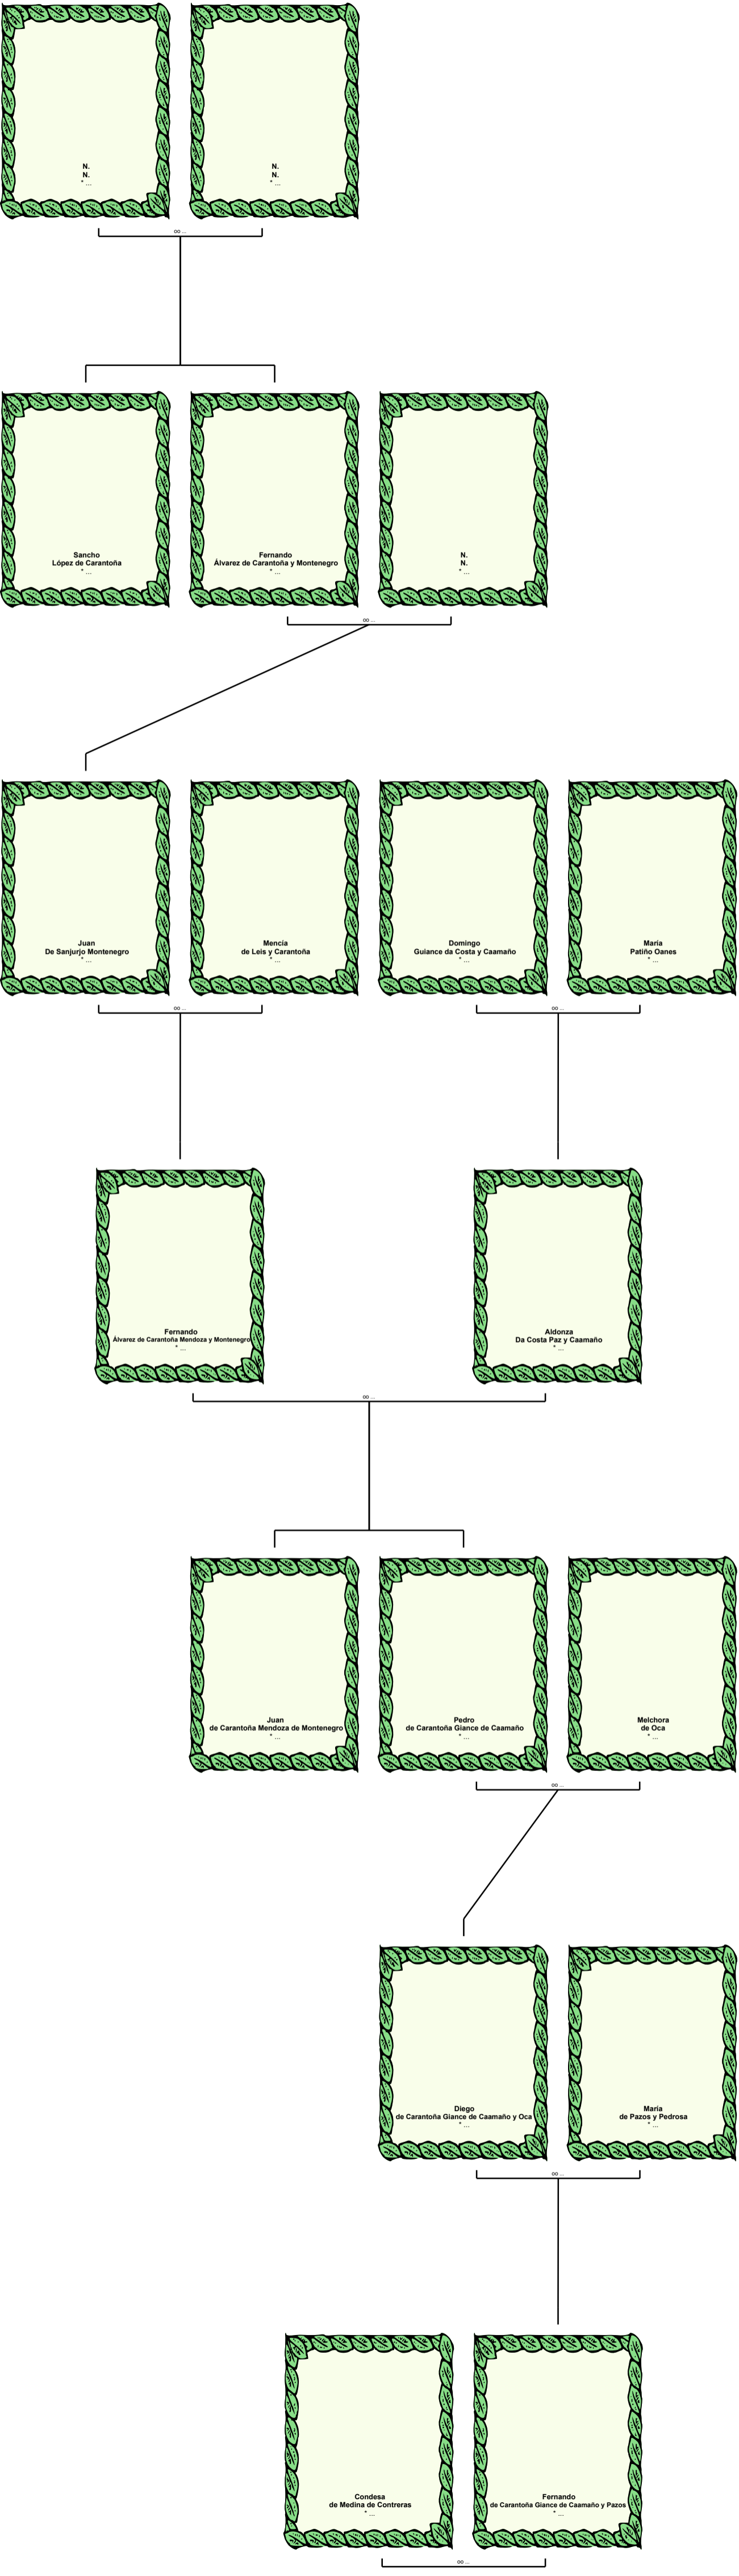 N.
N.
* ...
N.
N.
* ...
oo ...
Sancho
López de Carantoña
* ...
Fernando
Álvarez de Carantoña y Montenegro
* ...
N.
N.
* ...
oo ...
Juan
De Sanjurjo Montenegro
* ...
Mencía
de Leis y Carantoña
* ...
Domingo
Guiance da Costa y Caamaño
* ...
María
Patiño Oanes
* ...
oo ...
oo ...
Fernando
Álvarez de Carantoña Mendoza y Montenegro
* ...
Aldonza
Da Costa Paz y Caamaño
* ...
oo ...
Juan
de Carantoña Mendoza de Montenegro
* ...
Pedro
de Carantoña Giance de Caamaño
* ...
Melchora
de Oca
* ...
oo ...
Diego
de Carantoña Giance de Caamaño y Oca
* ...
María
de Pazos y Pedrosa
* ...
oo ...
Condesa
de Medina de Contreras
* ...
Fernando
de Carantoña Giance de Caamaño y Pazos
* ...
oo ...